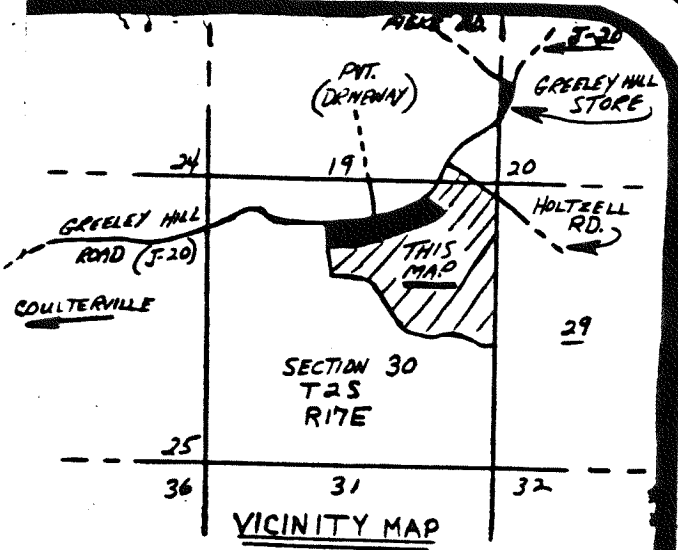 J-20
PVT.
(DRIVEWAY)
GREELEY HILL
STORE
24
19
20
GREELEY HILL
ROAD (J-20)
HOLTZELL
RD.
THIS
MAP
COULTERVILLE
29
SECTION 30
T2S
R17E
25
36
31
32
VICINITY MAP